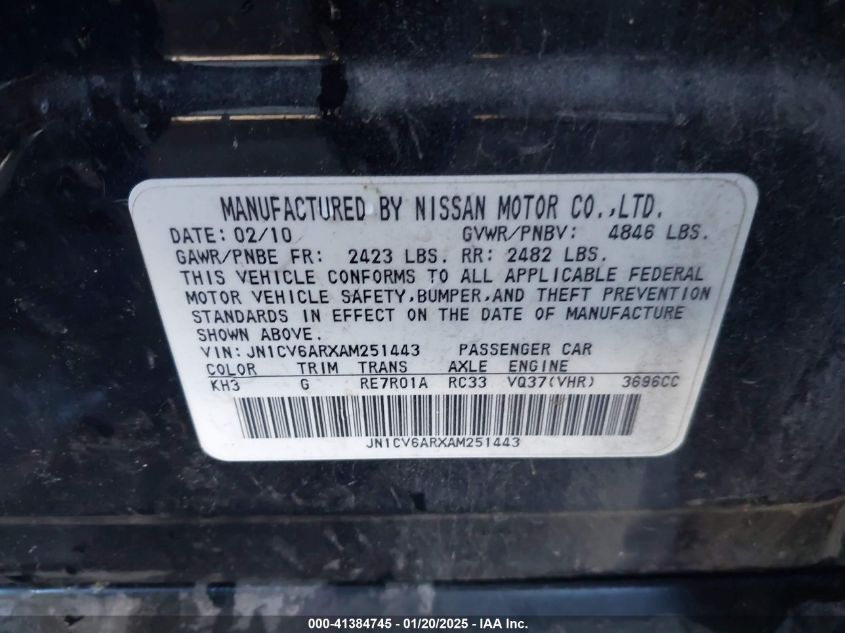 MANUFACTURED BY NISSAN MOTOR CO.,LTD.
DATE: 02/10 GVWR/PNBV: 4846 LBS.
GAWR/PNBE FR: 2423 LBS. RR: 2482 LBS.
THIS VEHICLE CONFORMS TO ALL APPLICABLE FEDERAL
MOTOR VEHICLE SAFETY,BUMPER,AND THEFT PREVENTION
STANDARDS IN EFFECT ON THE DATE OF MANUFACTURE
SHOWN ABOVE.
VIN: JN1CV6ARXAM251443 PASSENGER CAR
COLOR TRIM TRANS AXLE ENGINE
KH3 G RE7R01A RC33 VQ37(VHR) 3696CC
JN1CV6ARXAM251443
000-41384745 - 01/20/2025 - IAA Inc.